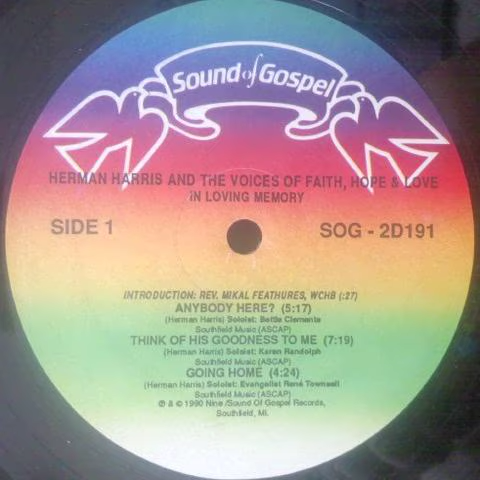 Sound of Gospel
HERMAN HARRIS AND THE VOICES OF FAITH, HOPE & LOVE
IN LOVING MEMORY
SIDE 1
SOG - 2D191
INTRODUCTION: REV. MIKAL FEATHURES, WCHB (:27)
ANYBODY HERE? (5:17)
(Herman Harris) Soloist: Bettie Clements
Southfield Music (ASCAP)
THINK OF HIS GOODNESS TO ME (7:19)
(Herman Harris) Soloist: Karen Randolph
Southfield Music (ASCAP)
GOING HOME (4:24)
(Herman Harris) Soloist: Evangelist René Townsell
Southfield Music (ASCAP)
℗ & © 1990 Nine /Sound Of Gospel Records,
Southfield, MI.